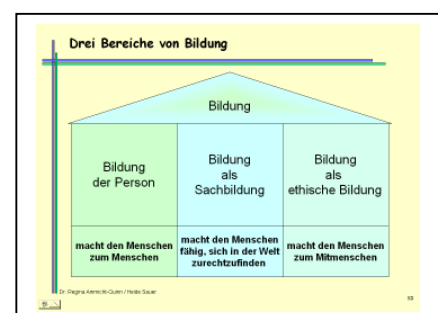 Drei Bereiche von Bildung
Bildung
Bildung
der Person
Bildung
als
Sachbildung
Bildung
als
ethische Bildung
macht den Menschen
zum Menschen
macht den Menschen
fähig, sich in der Welt
zurechtzufinden
macht den Menschen
zum Mitmenschen
Dr. Regina Ammicht-Quinn / Heide Sauer